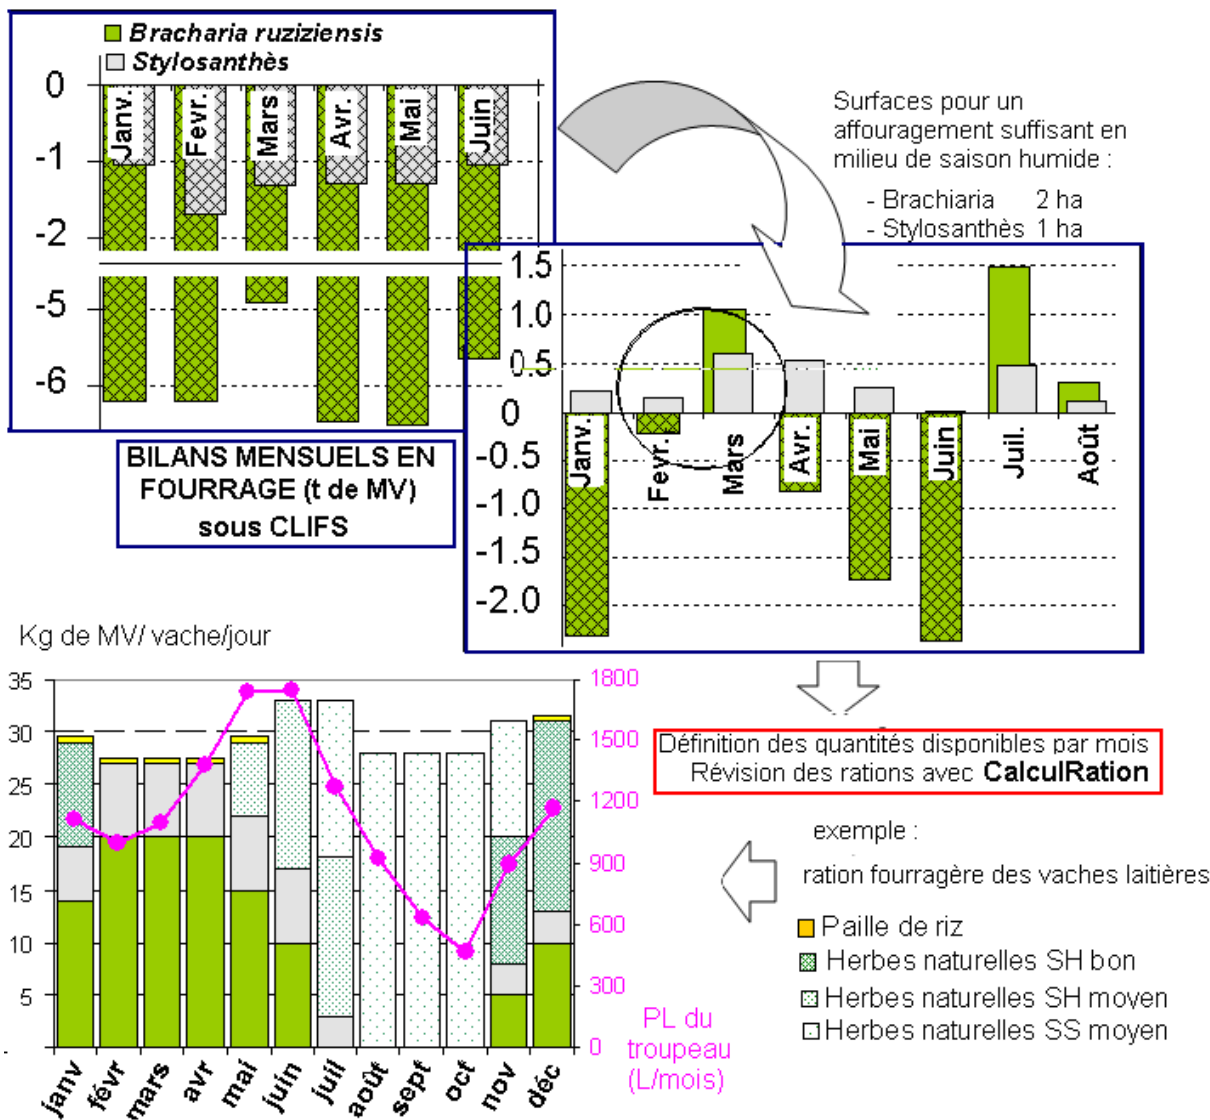 Bracharia ruziziensis
Stylosanthès
0
-1
-2
-5
-6
Janv.
Fevr.
Mars
Avr.
Mai
Juin
Surfaces pour un
affouragement suffisant en
milieu de saison humide :
- Brachiaria 2 ha
- Stylosanthès 1 ha
BILANS MENSUELS EN
FOURRAGE (t de MV)
sous CLIFS
1.5
1.0
0.5
0
-0.5
-1.0
-1.5
-2.0
Janv.
Fevr.
Mars
Avr.
Mai
Juin
Juil.
Août
Kg de MV/ vache/jour
35
30
25
20
15
10
5
1800
1500
1200
900
600
300
0
janv
févr
mars
avr
mai
juin
juil
août
sept
oct
nov
déc
PL du
troupeau
(L/mois)
Définition des quantités disponibles par mois
Révision des rations avec CalculRation
exemple :
ration fourragère des vaches laitières
Paille de riz
Herbes naturelles SH bon
Herbes naturelles SH moyen
Herbes naturelles SS moyen